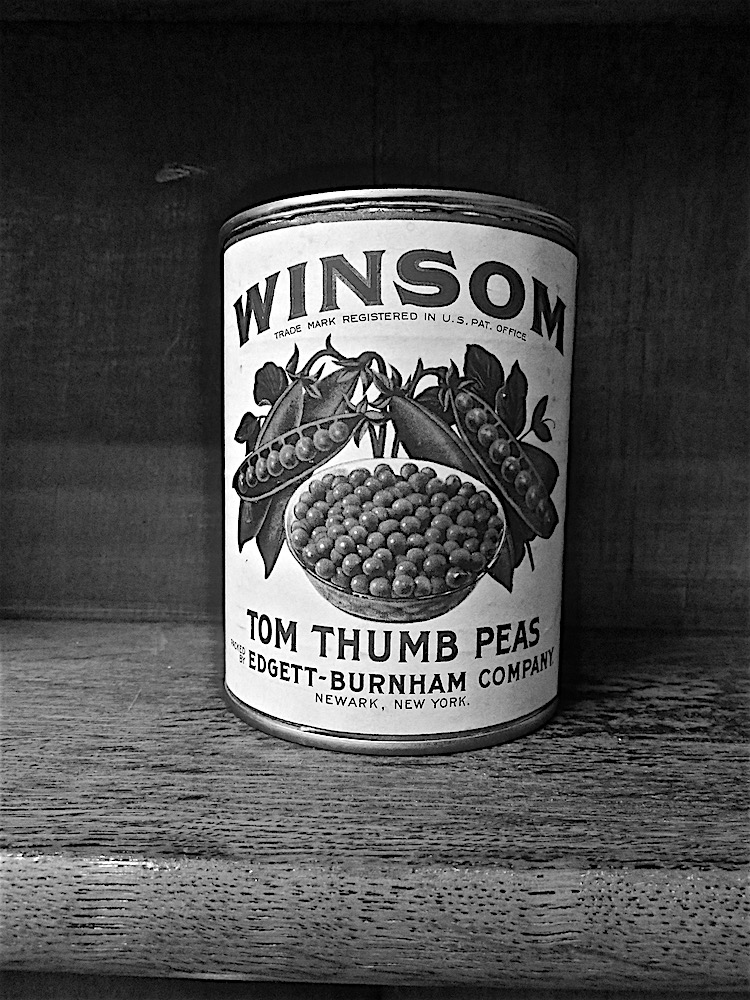 WINSOM
TRADE MARK REGISTERED IN U.S. PAT. OFFICE
TOM THUMB PEAS
PACKED BY EDGETT-BURNHAM COMPANY.
NEWARK, NEW YORK.